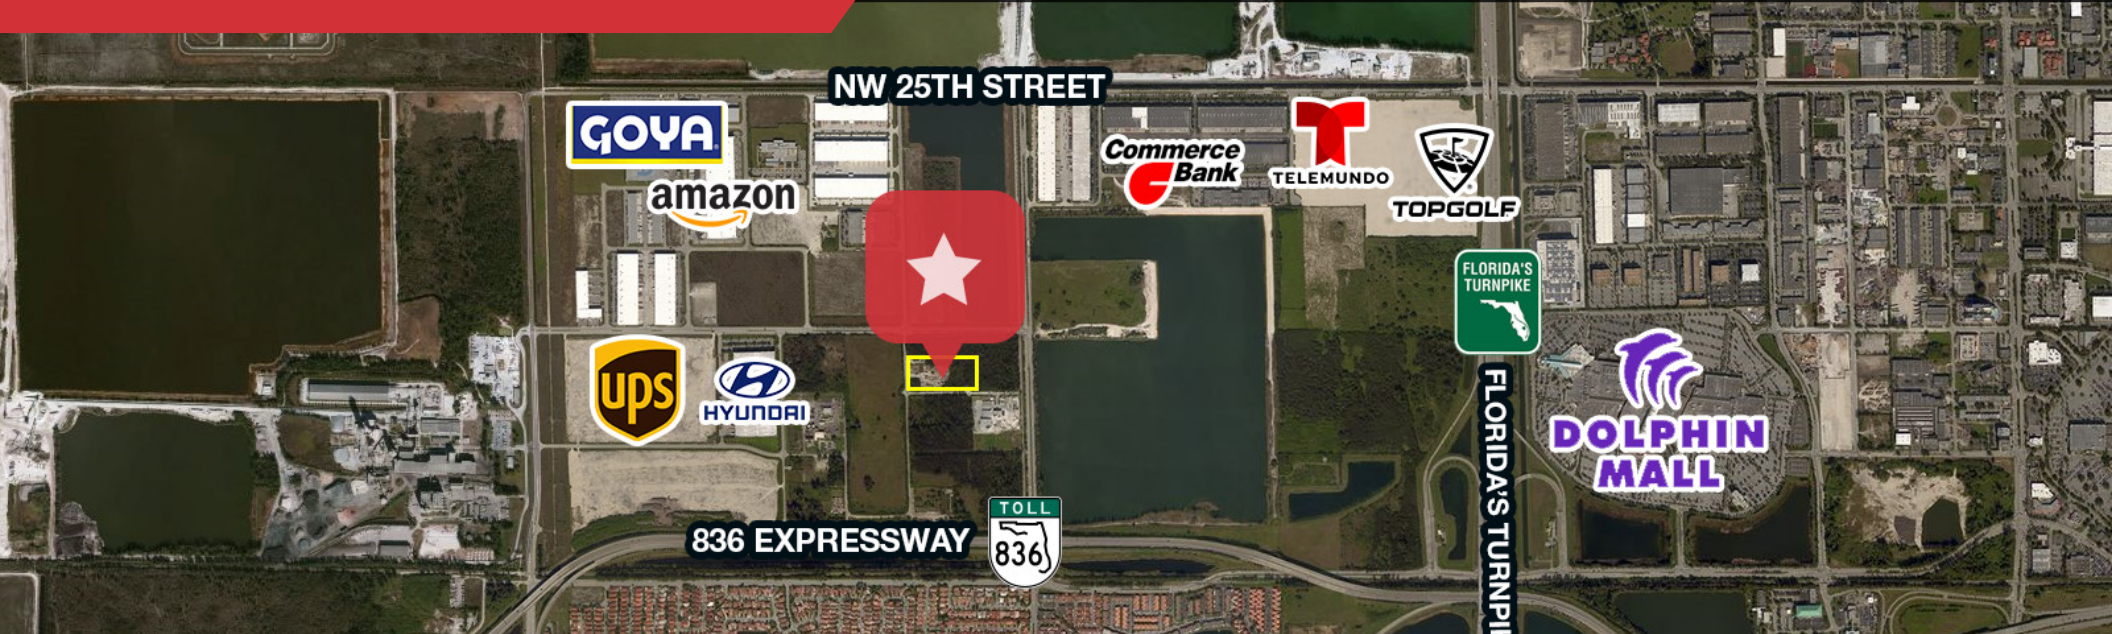 NW 25TH STREET
GOYA
amazon
Commerce
Bank
TELEMUNDO
TOPGOLF
FLORIDA'S
TURNPIKE
ups
HYUNDAI
FLORIDA'S TURNPI
DOLPHIN
MALL
836 EXPRESSWAY
TOLL
836